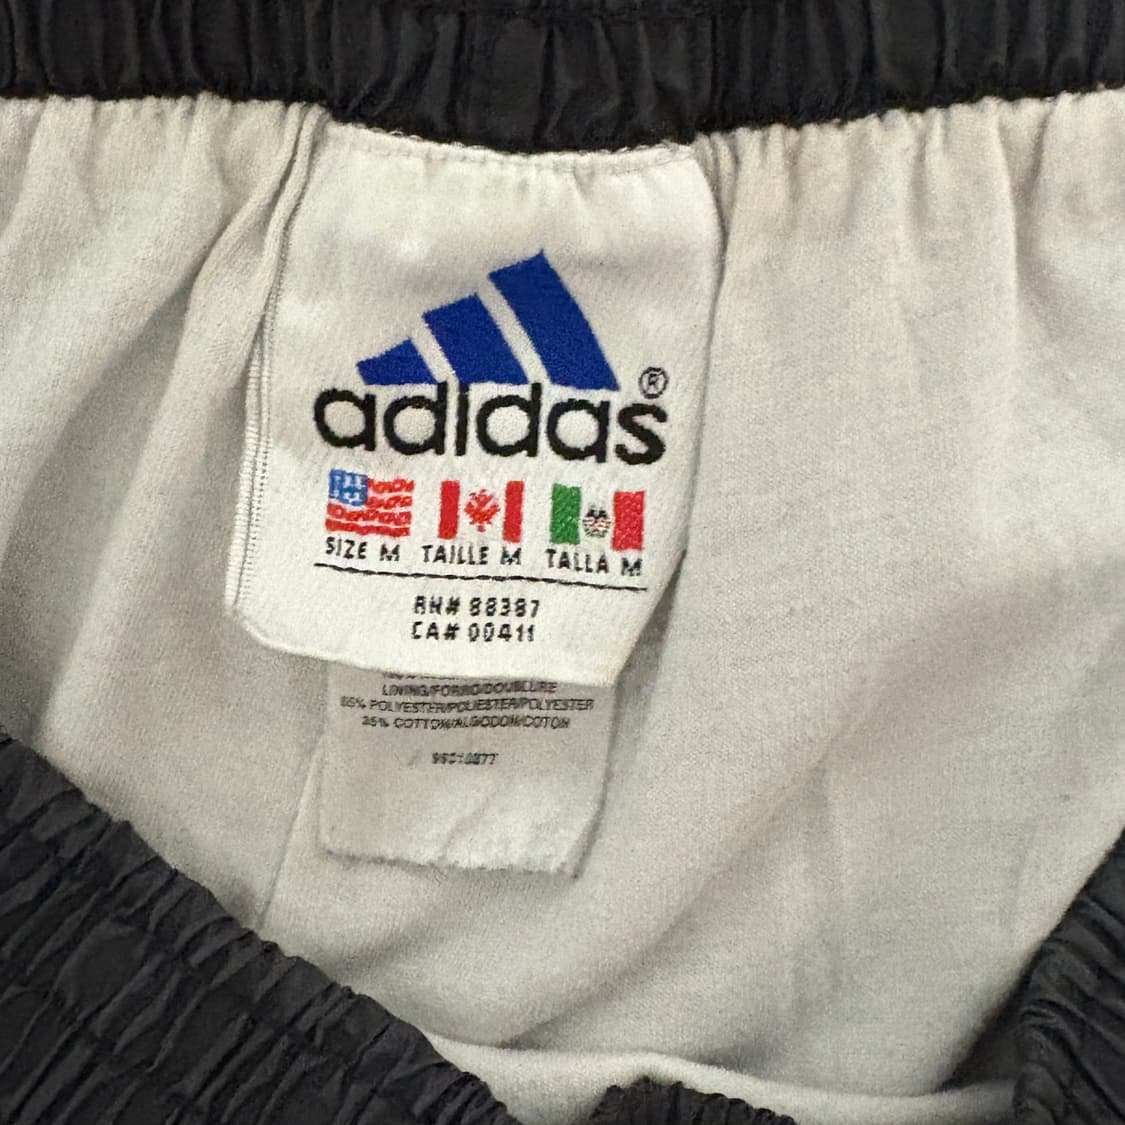 adidas ®
SIZE M TAILLE M TALLA M
RN# 88387
CA# 00411
LINING/FORRO/DOUBLURE
65% POLYESTER/POLIESTER/POLYESTER
35% COTTON/ALGODON/COTON